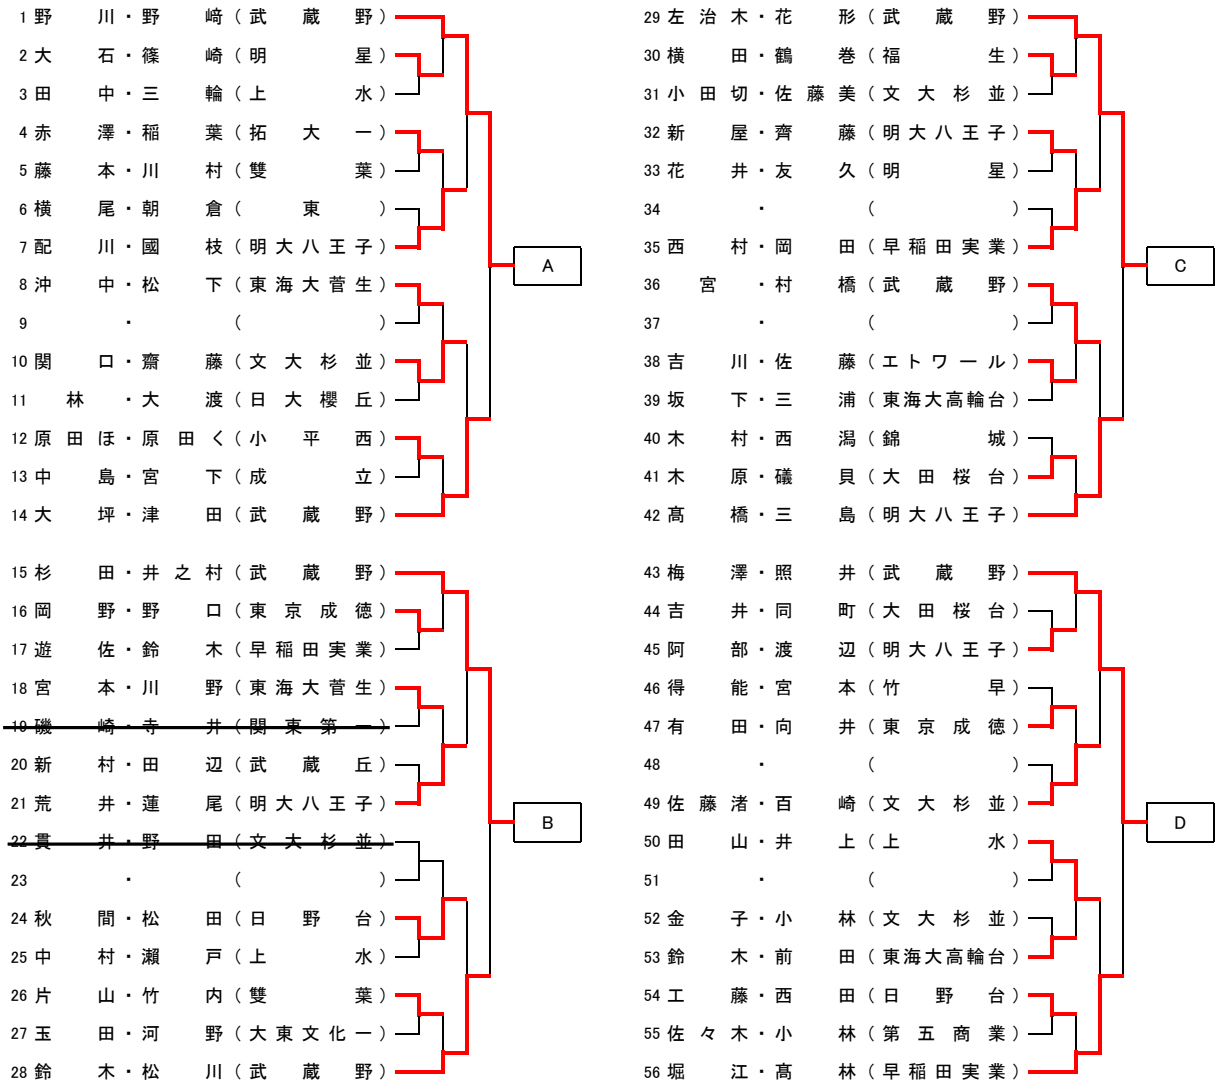 1 野川・野﨑（武蔵野）
2 大石・篠崎（明星）
3 田中・三輪（上水）
4 赤澤・稲葉（拓大一）
5 藤本・川村（雙葉）
6 横尾・朝倉（東）
7 配川・國枝（明大八王子）
8 沖中・松下（東海大菅生）
9 ・（ ）
10 関口・齋藤（文大杉並）
11 林・大渡（日大櫻丘）
12 原田ほ・原田く（小平西）
13 中島・宮下（成立）
14 大坪・津田（武蔵野）
A
15 杉田・井之村（武蔵野）
16 岡野・野口（東京成徳）
17 遊佐・鈴木（早稲田実業）
18 宮本・川野（東海大菅生）
19 磯崎・寺井（関東第一）
20 新村・田辺（武蔵丘）
21 荒井・蓮尾（明大八王子）
22 貫井・野田（文大杉並）
23 ・（ ）
24 秋間・松田（日野台）
25 中村・瀬戸（上水）
26 片山・竹内（雙葉）
27 玉田・河野（大東文化一）
28 鈴木・松川（武蔵野）
B
29 左治木・花形（武蔵野）
30 横田・鶴巻（福生）
31 小田切・佐藤美（文大杉並）
32 新屋・齊藤（明大八王子）
33 花井・友久（明星）
34 ・（ ）
35 西村・岡田（早稲田実業）
36 宮・村橋（武蔵野）
37 ・（ ）
38 吉川・佐藤（エトワール）
39 坂下・三浦（東海大高輪台）
40 木村・西潟（錦城）
41 木原・礒貝（大田桜台）
42 髙橋・三島（明大八王子）
C
43 梅澤・照井（武蔵野）
44 吉井・同町（大田桜台）
45 阿部・渡辺（明大八王子）
46 得能・宮本（竹早）
47 有田・向井（東京成徳）
48 ・（ ）
49 佐藤渚・百崎（文大杉並）
50 田山・井上（上水）
51 ・（ ）
52 金子・小林（文大杉並）
53 鈴木・前田（東海大高輪台）
54 工藤・西田（日野台）
55 佐々木・小林（第五商業）
56 堀江・髙林（早稲田実業）
D